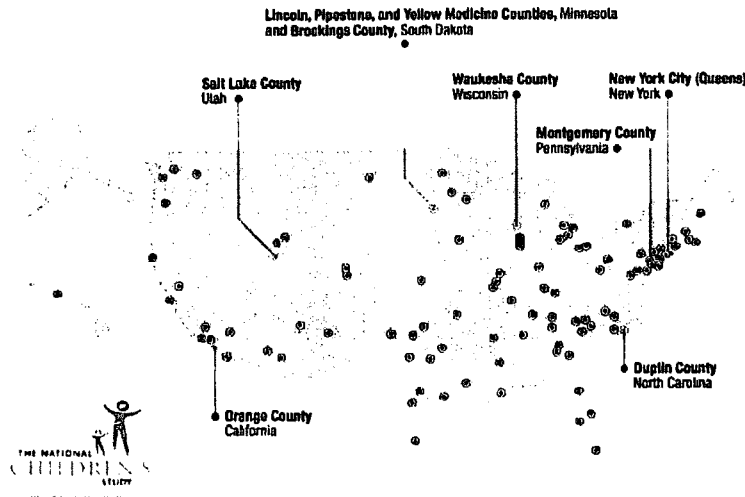 Lincoln, Pipestone, and Yellow Medicine Counties, Minnesota
and Brookings County, South Dakota
Salt Lake County
Utah
Waukesha County
Wisconsin
New York City (Queens)
New York
Montgomery County
Pennsylvania
Duplin County
North Carolina
Orange County
California
THE NATIONAL
CHILDREN'S
STUDY